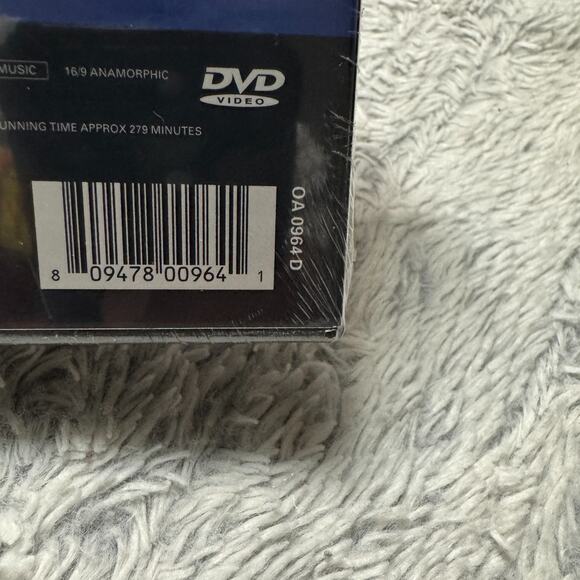 MUSIC 16/9 ANAMORPHIC DVD
VIDEO
UNNING TIME APPROX 279 MINUTES
OA 0964 D
8 09478 00964 1